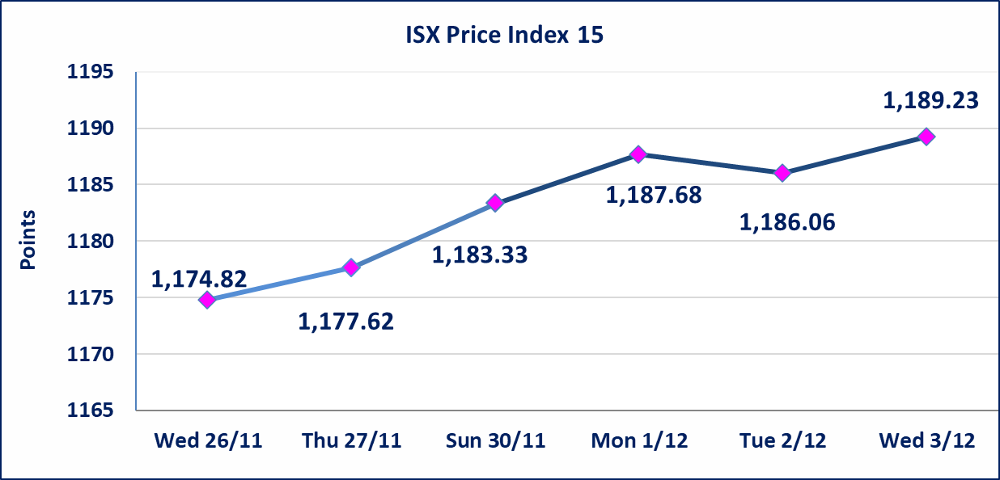 ISX Price Index 15
1195
1190
1185
1180
1175
1170
1165
Points
1,174.82
1,177.62
1,183.33
1,187.68
1,186.06
1,189.23
Wed 26/11
Thu 27/11
Sun 30/11
Mon 1/12
Tue 2/12
Wed 3/12